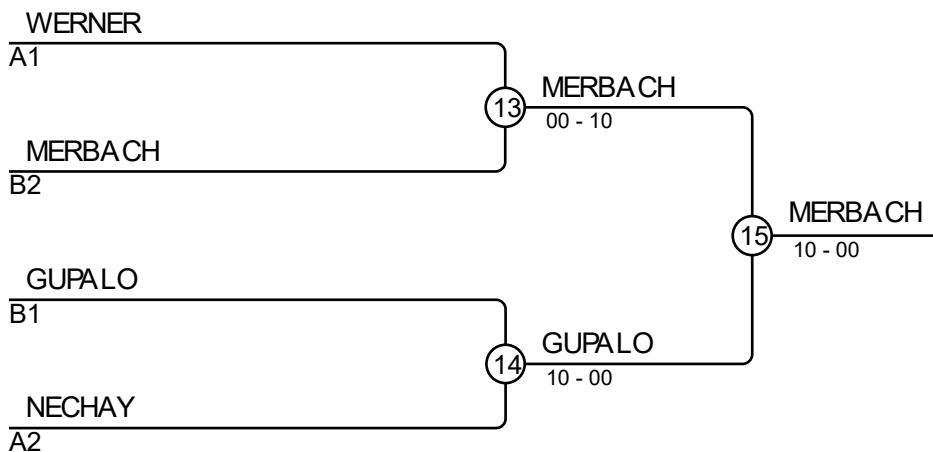 WERNER
A1
13
MERBACH
00 - 10
MERBACH
B2
15
MERBACH
10 - 00
GUPALO
B1
14
GUPALO
10 - 00
NECHAY
A2